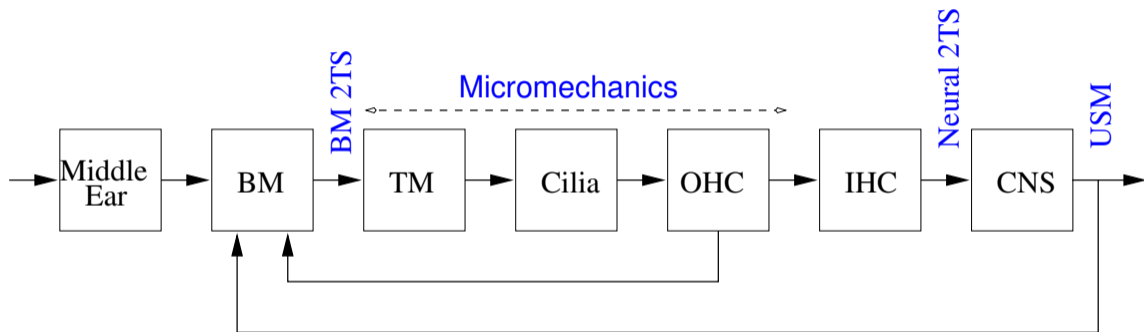 BM 2TS
Micromechanics
Neural 2TS
USM
Middle
Ear
BM
TM
Cilia
OHC
IHC
CNS